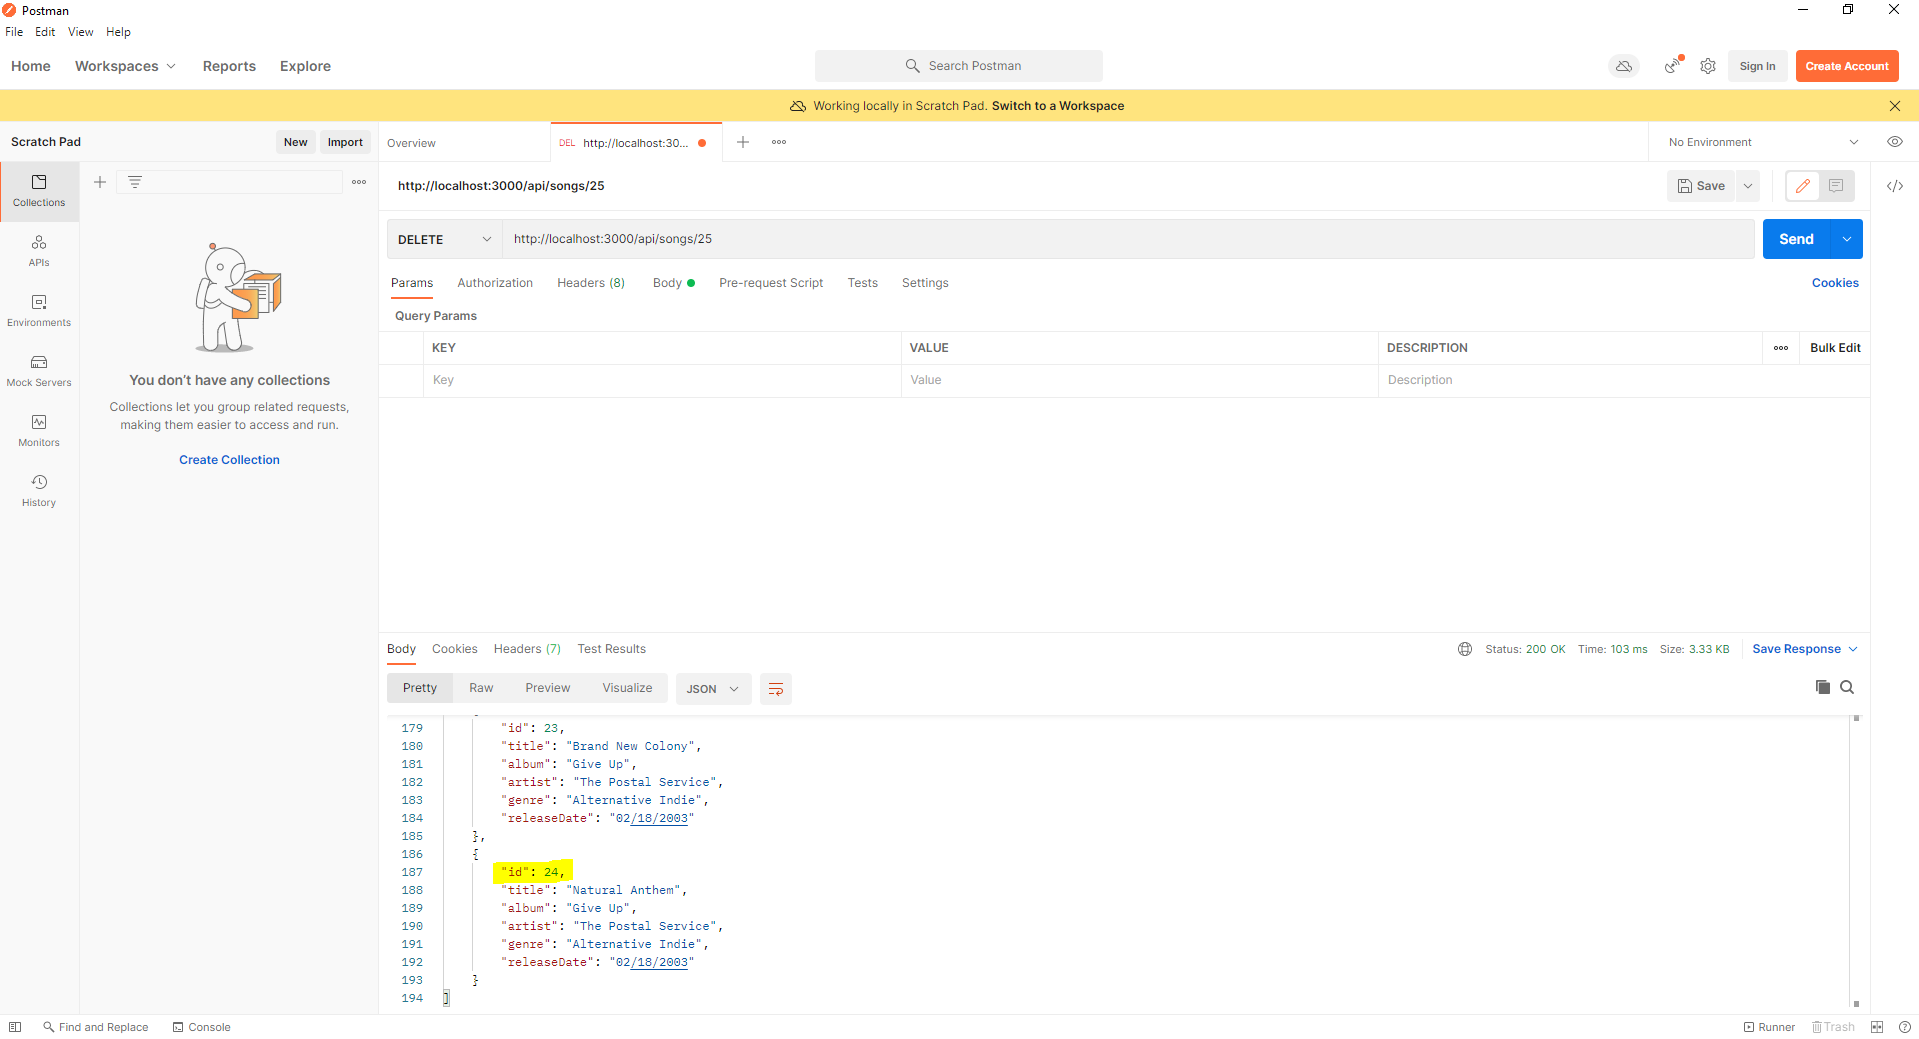 Postman
File Edit View Help
Home Workspaces Reports Explore Search Postman Sign In Create Account
Working locally in Scratch Pad. Switch to a Workspace
Scratch Pad New Import Overview DEL http://localhost:30... No Environment
Collections
APIs
Environments
Mock Servers
Monitors
History
You don't have any collections
Collections let you group related requests,
making them easier to access and run.
Create Collection
http://localhost:3000/api/songs/25 Save
DELETE http://localhost:3000/api/songs/25 Send
Params Authorization Headers (8) Body Pre-request Script Tests Settings Cookies
Query Params
KEY VALUE DESCRIPTION Bulk Edit
Key Value Description
Body Cookies Headers (7) Test Results Status: 200 OK Time: 103 ms Size: 3.33 KB Save Response
Pretty Raw Preview Visualize JSON
179 "id": 23,
180 "title": "Brand New Colony",
181 "album": "Give Up",
182 "artist": "The Postal Service",
183 "genre": "Alternative Indie",
184 "releaseDate": "02/18/2003"
185 },
186 {
187 "id": 24,
188 "title": "Natural Anthem",
189 "album": "Give Up",
190 "artist": "The Postal Service",
191 "genre": "Alternative Indie",
192 "releaseDate": "02/18/2003"
193 }
194 ]
Find and Replace Console Runner Trash